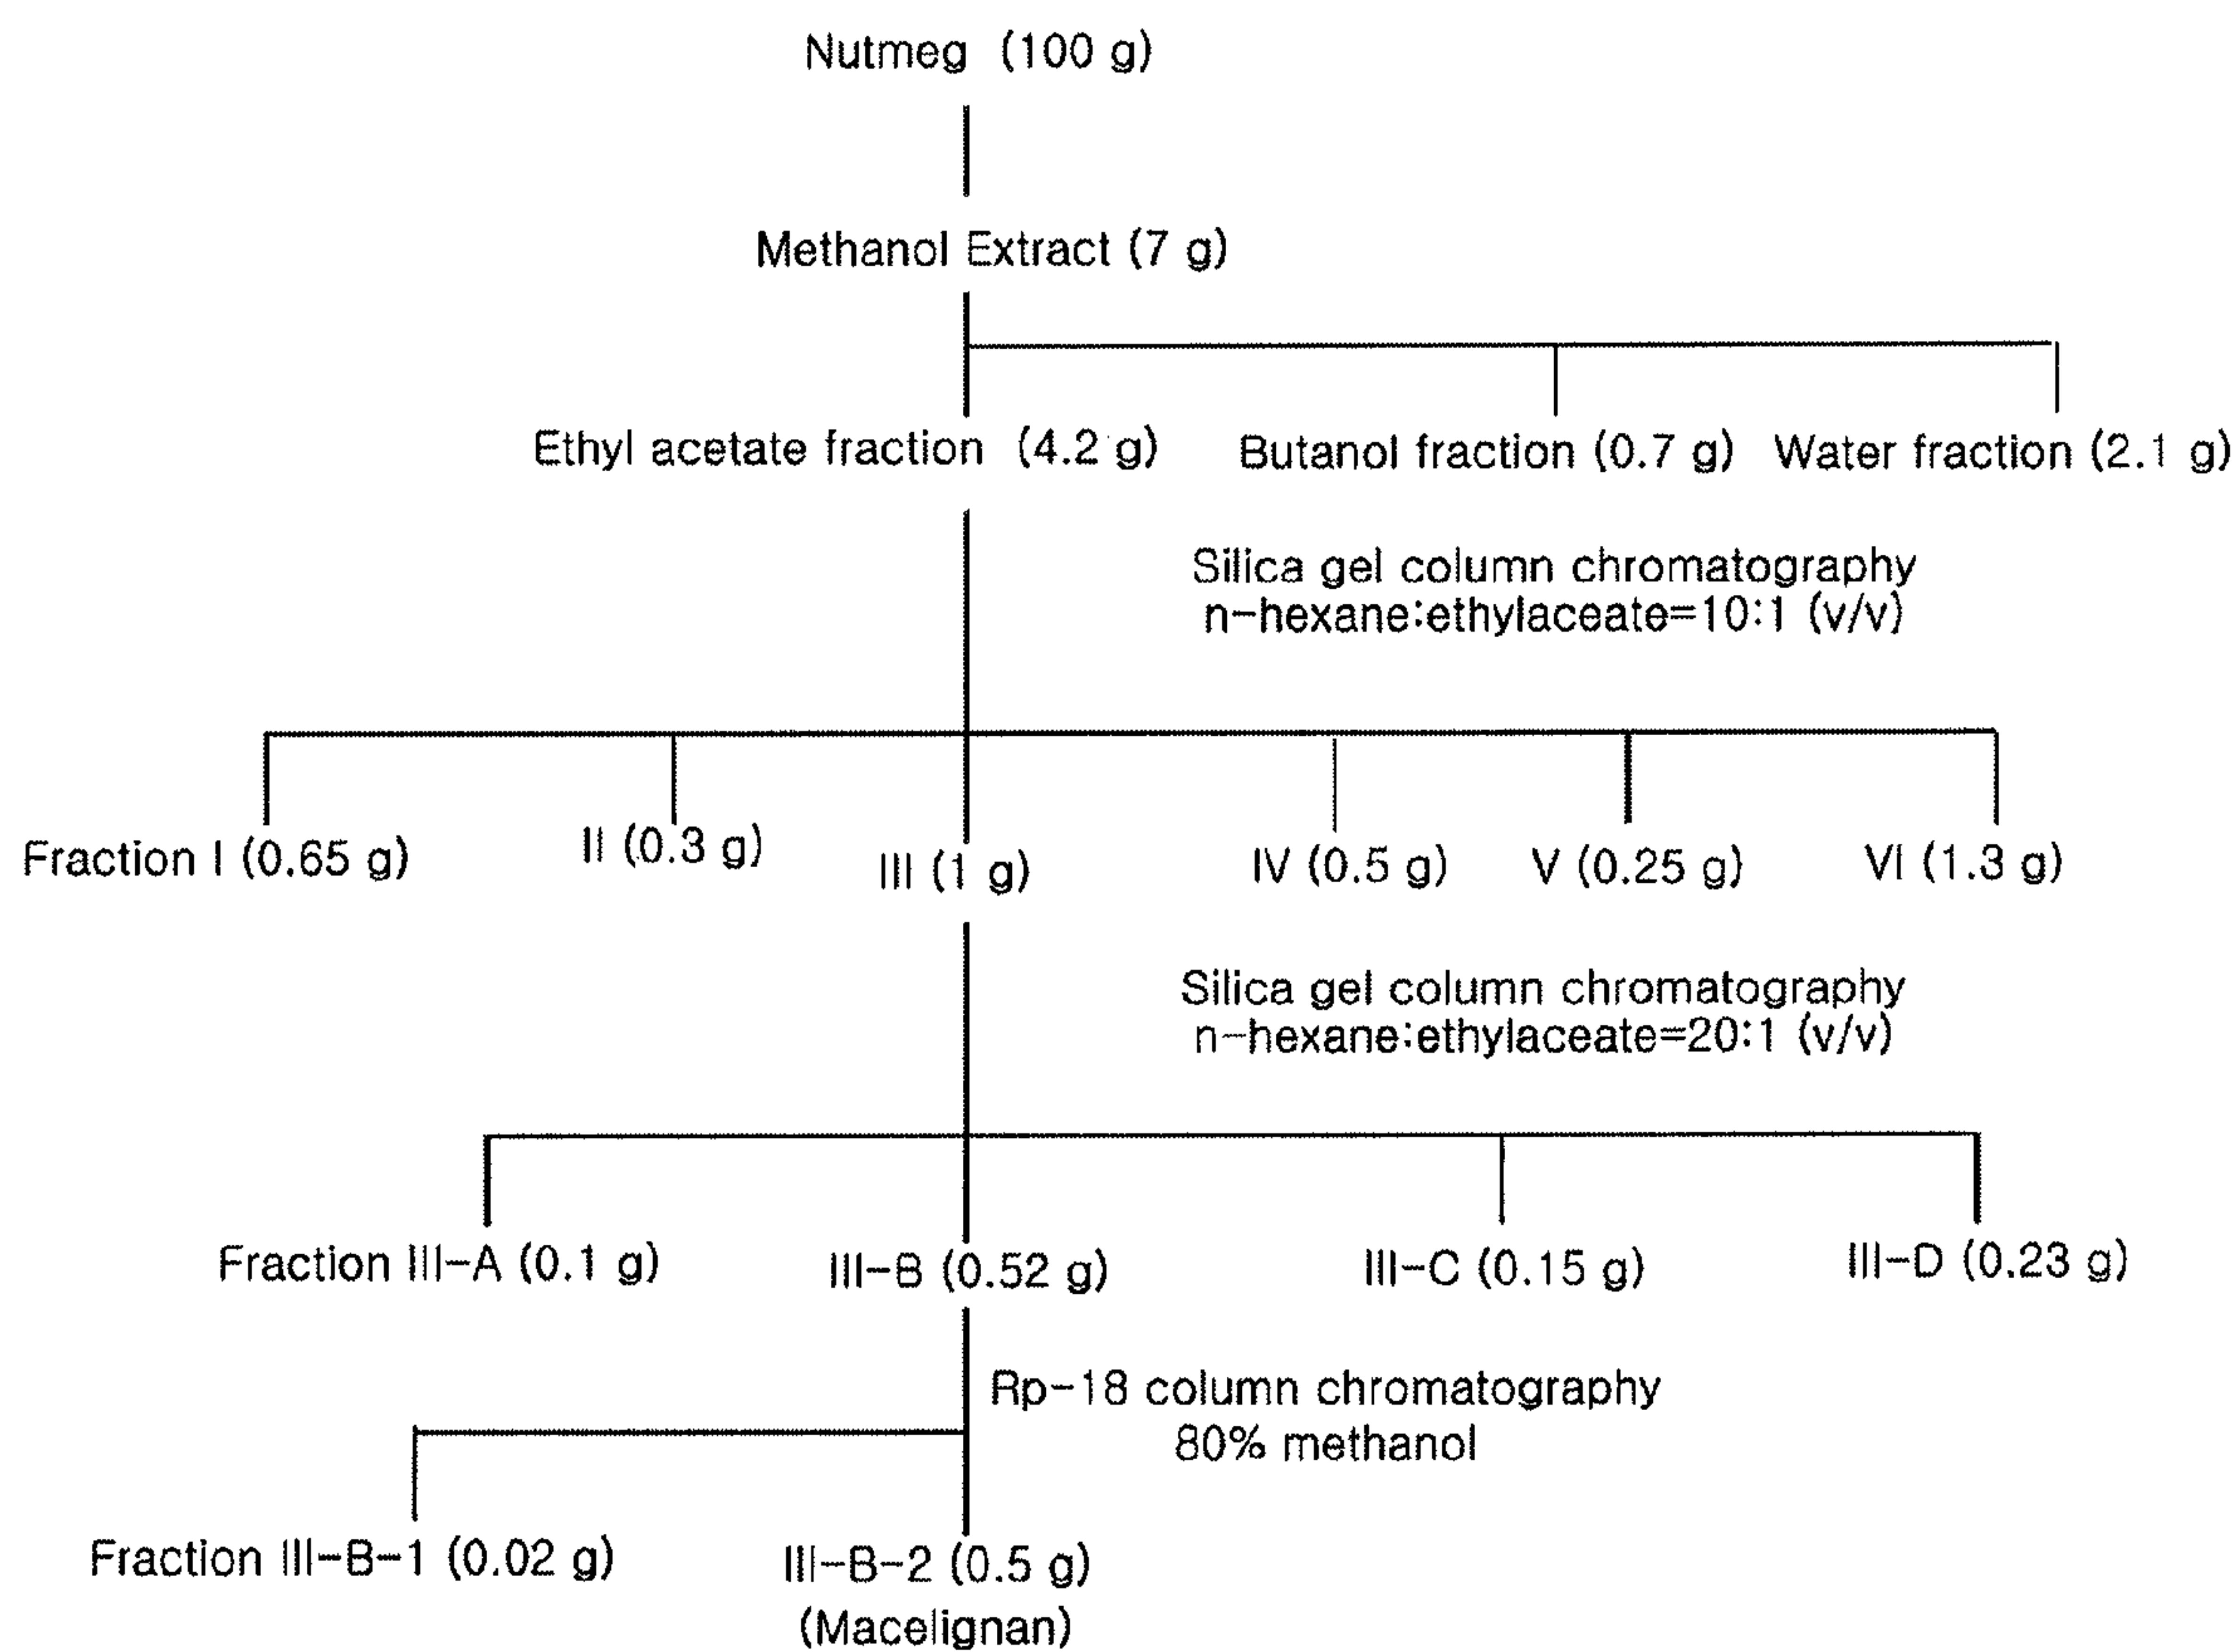 Nutmeg (100 g)
Methanol Extract (7 g)
Ethyl acetate fraction (4.2 g)
Butanol fraction (0.7 g)
Water fraction (2.1 g)
Silica gel column chromatography
n-hexane:ethylaceate=10:1 (v/v)
Fraction I (0.65 g)
II (0.3 g)
III (1 g)
IV (0.5 g)
V (0.25 g)
VI (1.3 g)
Silica gel column chromatography
n-hexane:ethylaceate=20:1 (v/v)
Fraction III-A (0.1 g)
III-B (0.52 g)
III-C (0.15 g)
III-D (0.23 g)
Rp-18 column chromatography
80% methanol
Fraction III-B-1 (0.02 g)
III-B-2 (0.5 g)
(Macelignan)